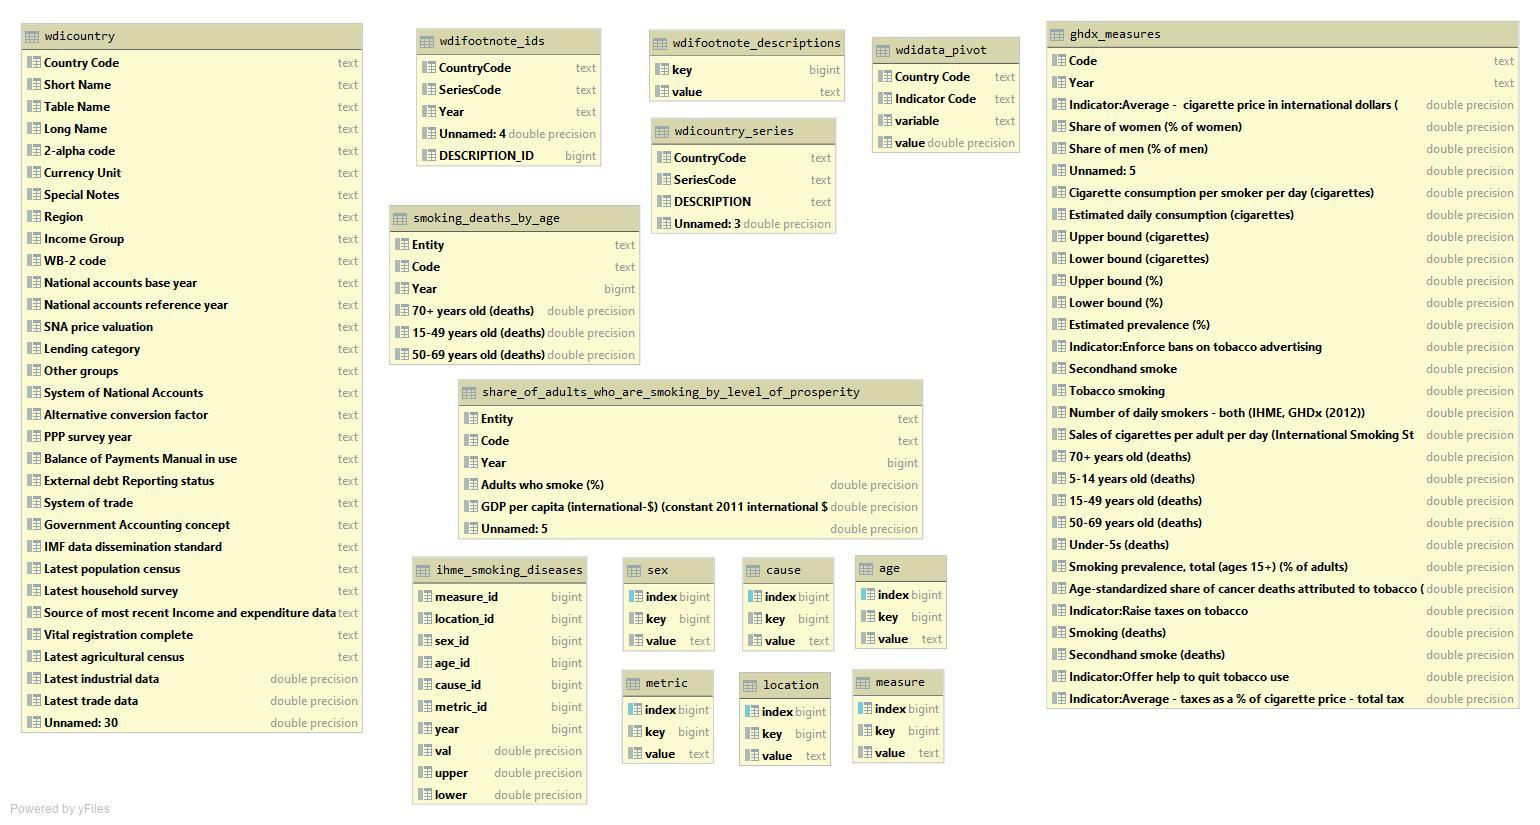 wdicountry
Country Code text
Short Name text
Table Name text
Long Name text
2-alpha code text
Currency Unit text
Special Notes text
Region text
Income Group text
WB-2 code text
National accounts base year text
National accounts reference year text
SNA price valuation text
Lending category text
Other groups text
System of National Accounts text
Alternative conversion factor text
PPP survey year text
Balance of Payments Manual in use text
External debt Reporting status text
System of trade text
Government Accounting concept text
IMF data dissemination standard text
Latest population census text
Latest household survey text
Source of most recent Income and expenditure data text
Vital registration complete text
Latest agricultural census text
Latest industrial data double precision
Latest trade data double precision
Unnamed: 30 double precision
wdifootnote_ids
CountryCode text
SeriesCode text
Year text
Unnamed: 4 double precision
DESCRIPTION_ID bigint
wdifootnote_descriptions
key bigint
value text
wdicountry_series
CountryCode text
SeriesCode text
DESCRIPTION text
Unnamed: 3 double precision
wdidata_pivot
Country Code text
Indicator Code text
variable text
value double precision
smoking_deaths_by_age
Entity text
Code text
Year bigint
70+ years old (deaths) double precision
15-49 years old (deaths) double precision
50-69 years old (deaths) double precision
share_of_adults_who_are_smoking_by_level_of_prosperity
Entity text
Code text
Year bigint
Adults who smoke (%) double precision
GDP per capita (international-$) (constant 2011 international $ double precision
Unnamed: 5 double precision
ihme_smoking_diseases
measure_id bigint
location_id bigint
sex_id bigint
age_id bigint
cause_id bigint
metric_id bigint
year bigint
val double precision
upper double precision
lower double precision
sex
index bigint
key bigint
value text
cause
index bigint
key bigint
value text
age
index bigint
key bigint
value text
metric
index bigint
key bigint
value text
location
index bigint
key bigint
value text
measure
index bigint
key bigint
value text
ghdx_measures
Code text
Year text
Indicator:Average - cigarette price in international dollars ( double precision
Share of women (% of women) double precision
Share of men (% of men) double precision
Unnamed: 5 double precision
Cigarette consumption per smoker per day (cigarettes) double precision
Estimated daily consumption (cigarettes) double precision
Upper bound (cigarettes) double precision
Lower bound (cigarettes) double precision
Upper bound (%) double precision
Lower bound (%) double precision
Estimated prevalence (%) double precision
Indicator:Enforce bans on tobacco advertising double precision
Secondhand smoke double precision
Tobacco smoking double precision
Number of daily smokers - both (IHME, GHDx (2012)) double precision
Sales of cigarettes per adult per day (International Smoking St double precision
70+ years old (deaths) double precision
5-14 years old (deaths) double precision
15-49 years old (deaths) double precision
50-69 years old (deaths) double precision
Under-5s (deaths) double precision
Smoking prevalence, total (ages 15+) (% of adults) double precision
Age-standardized share of cancer deaths attributed to tobacco ( double precision
Indicator:Raise taxes on tobacco double precision
Smoking (deaths) double precision
Secondhand smoke (deaths) double precision
Indicator:Offer help to quit tobacco use double precision
Indicator:Average - taxes as a % of cigarette price - total tax double precision
Powered by yFiles